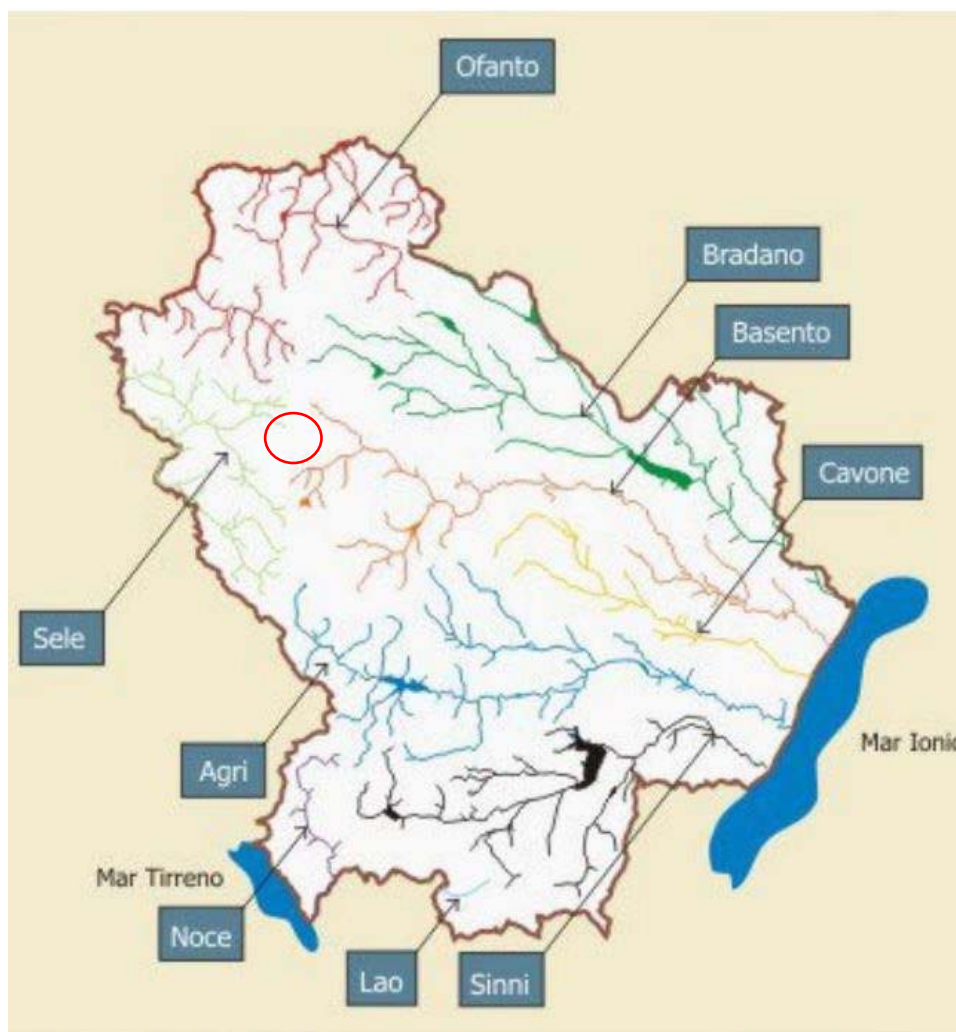 Ofanto
Bradano
Basento
Cavone
Sele
Agri
Mar Ionio
Mar Tirreno
Noce
Lao
Sinni